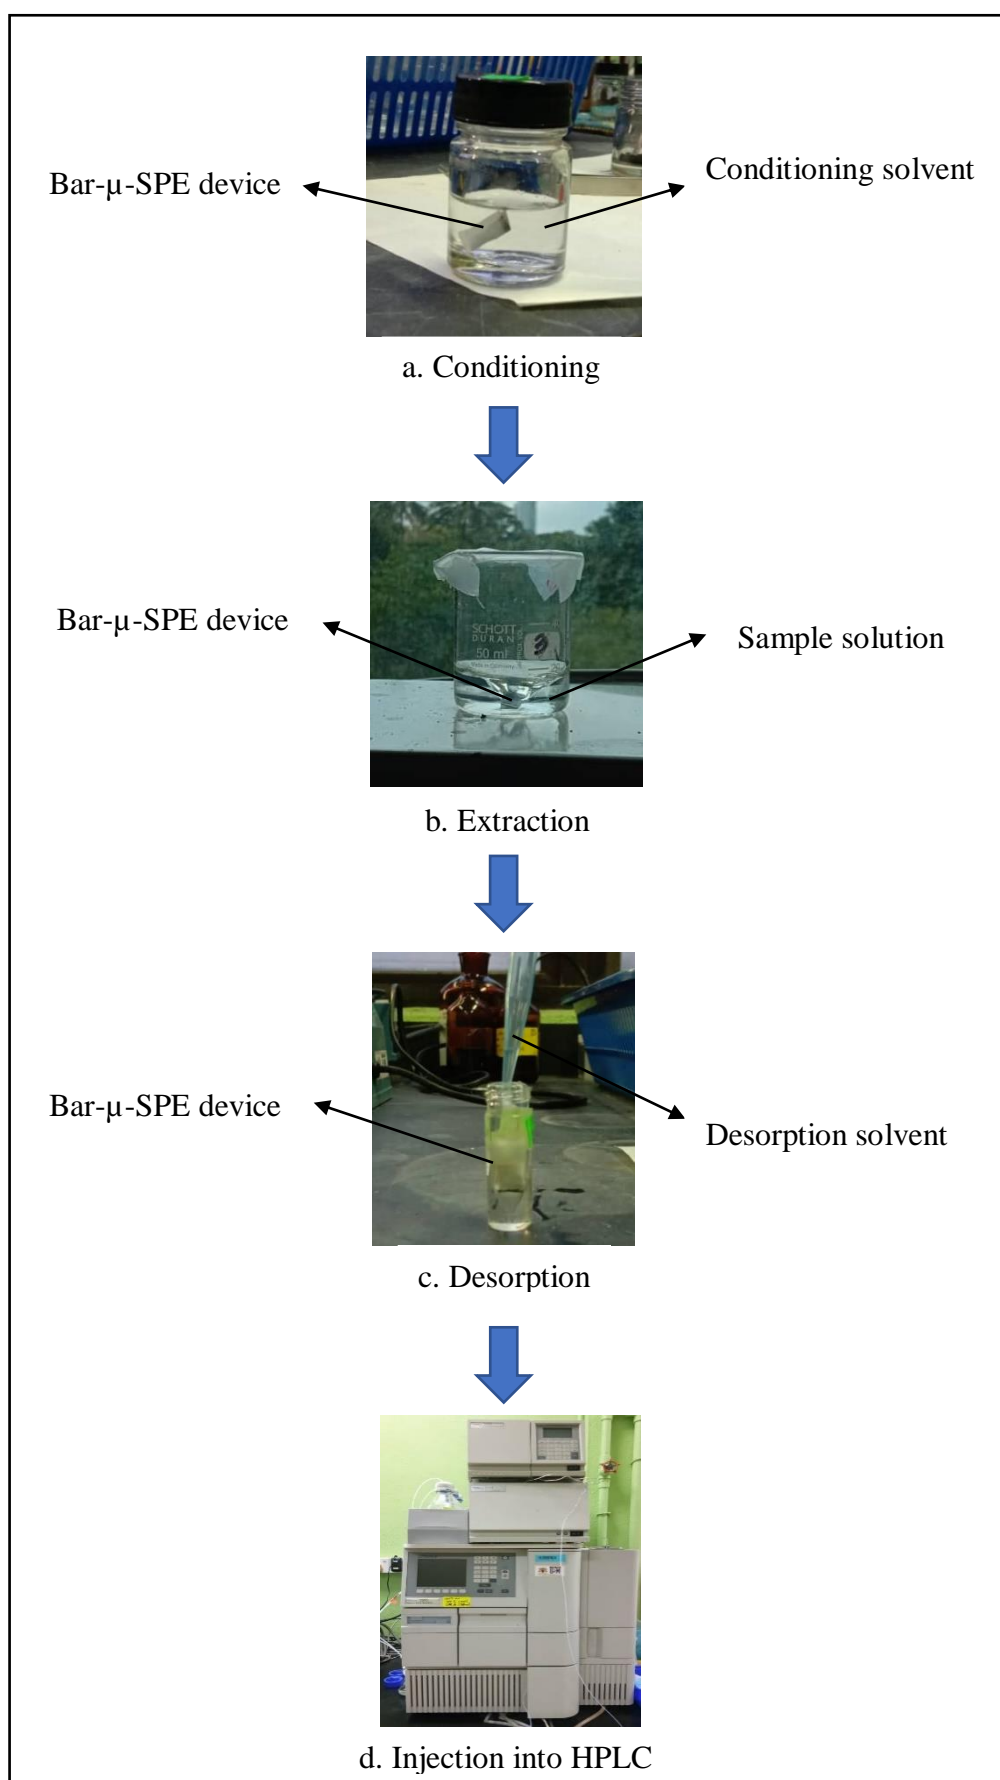 Bar-µ-SPE device
Conditioning solvent
a. Conditioning
SCHOTT
DURAN
50 ml
Bar-µ-SPE device
Sample solution
b. Extraction
Bar-µ-SPE device
Desorption solvent
c. Desorption
d. Injection into HPLC